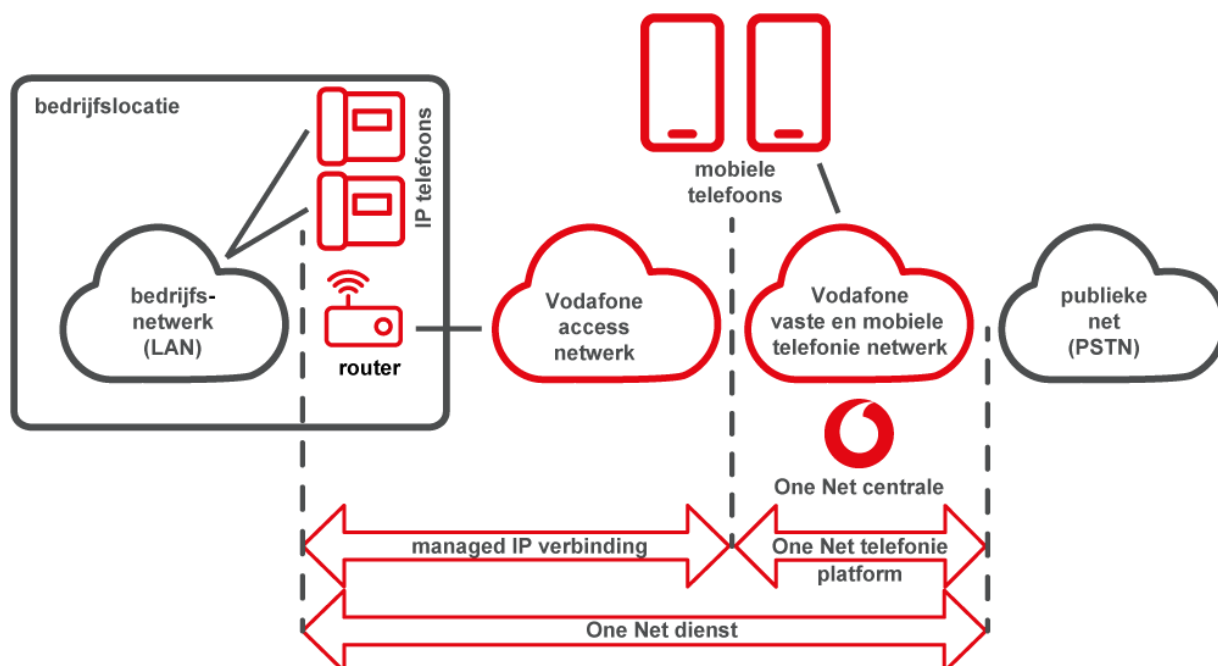 bedrijfslocatie
IP telefoons
bedrijfs-
netwerk
(LAN)
router
mobiele
telefoons
Vodafone
access
netwerk
Vodafone
vaste en mobiele
telefonie netwerk
publieke
net
(PSTN)
One Net centrale
managed IP verbinding
One Net telefonie
platform
One Net dienst